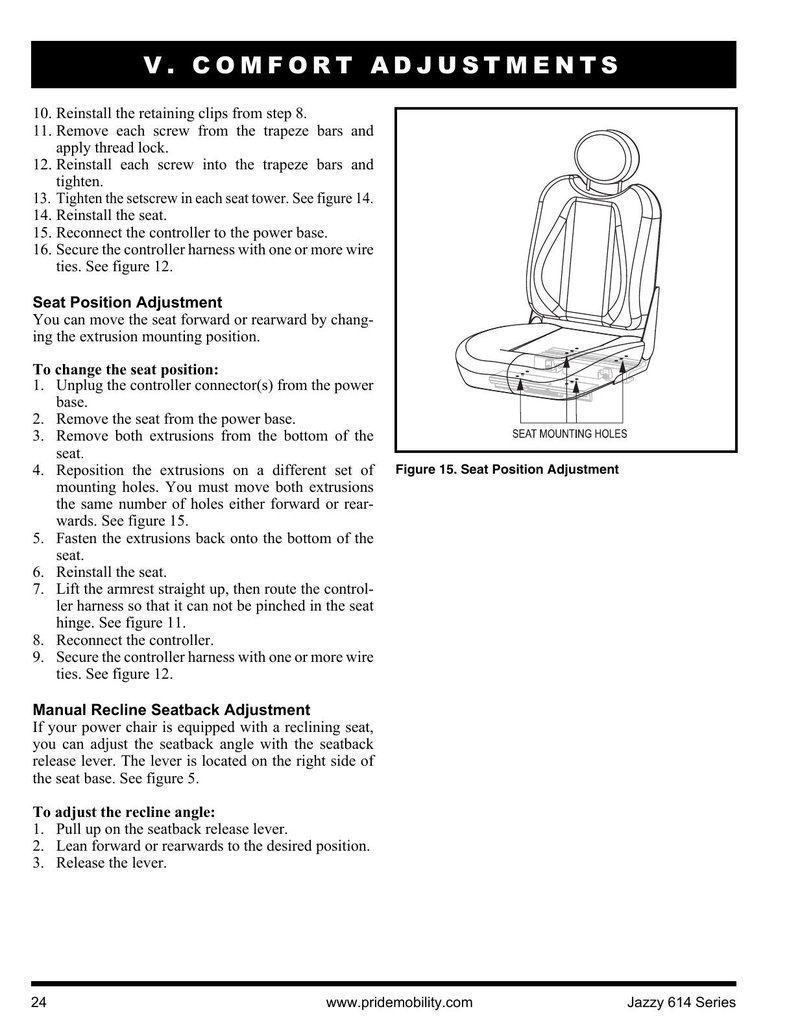 V. COMFORT ADJUSTMENTS
10. Reinstall the retaining clips from step 8.
11. Remove each screw from the trapeze bars and
apply thread lock.
12. Reinstall each screw into the trapeze bars and
tighten.
13. Tighten the setscrew in each seat tower. See figure 14.
14. Reinstall the seat.
15. Reconnect the controller to the power base.
16. Secure the controller harness with one or more wire
ties. See figure 12.
Seat Position Adjustment
You can move the seat forward or rearward by chang-
ing the extrusion mounting position.
To change the seat position:
1. Unplug the controller connector(s) from the power
base.
2. Remove the seat from the power base.
3. Remove both extrusions from the bottom of the
seat.
4. Reposition the extrusions on a different set of
mounting holes. You must move both extrusions
the same number of holes either forward or rear-
wards. See figure 15.
5. Fasten the extrusions back onto the bottom of the
seat.
6. Reinstall the seat.
7. Lift the armrest straight up, then route the control-
ler harness so that it can not be pinched in the seat
hinge. See figure 11.
8. Reconnect the controller.
9. Secure the controller harness with one or more wire
ties. See figure 12.
Manual Recline Seatback Adjustment
If your power chair is equipped with a reclining seat,
you can adjust the seatback angle with the seatback
release lever. The lever is located on the right side of
the seat base. See figure 5.
To adjust the recline angle:
1. Pull up on the seatback release lever.
2. Lean forward or rearwards to the desired position.
3. Release the lever.
SEAT MOUNTING HOLES
Figure 15. Seat Position Adjustment
24
www.pridemobility.com
Jazzy 614 Series